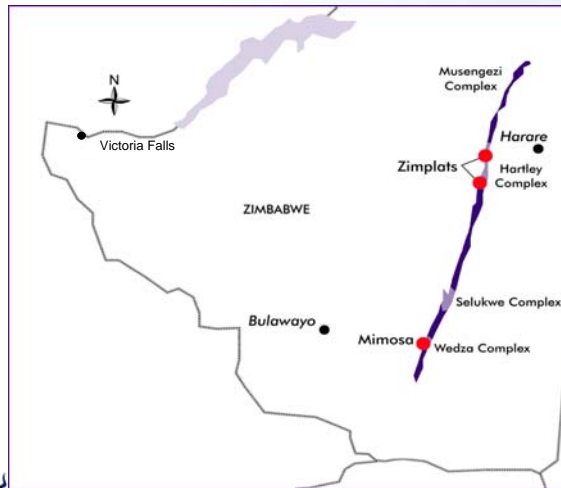 Musengezi
Complex
N
Harare
Victoria Falls
Zimplats
Hartley
Complex
ZIMBABWE
Selukwe Complex
Bulawayo
Mimosa
Wedza Complex